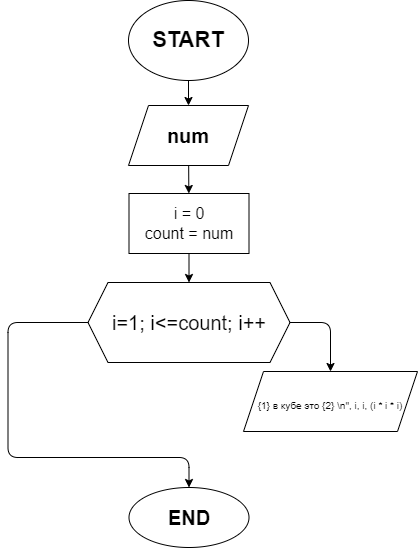 START
num
i = 0
count = num
i=1; i<=count; i++
{1} в кубе это {2} \n", i, i, (i * i * i)
END